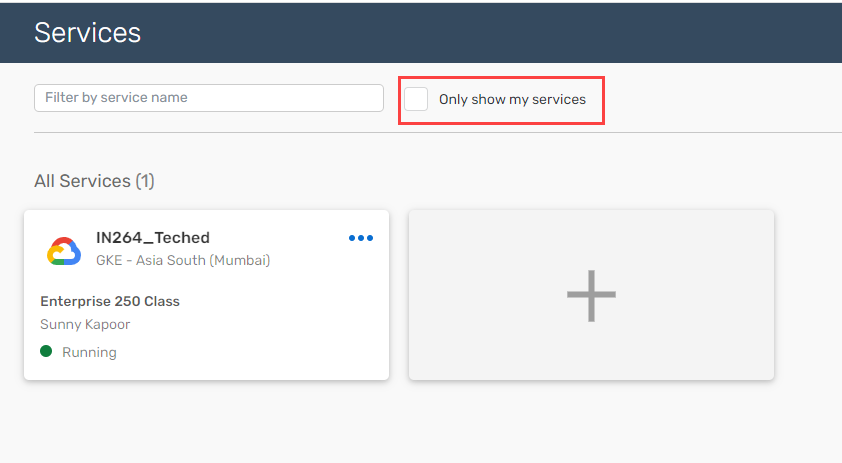 Services
Filter by service name
Only show my services
All Services (1)
IN264_Teched
GKE - Asia South (Mumbai)
Enterprise 250 Class
Sunny Kapoor
Running